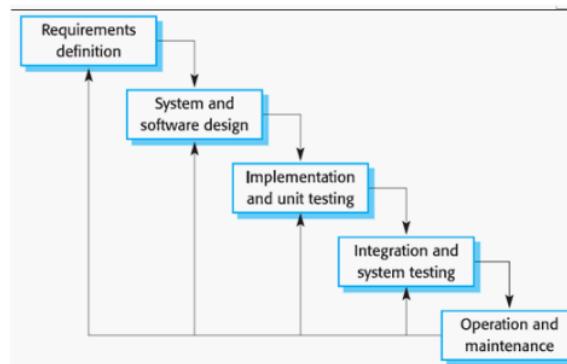 Requirements
definition
System and
software design
Implementation
and unit testing
Integration and
system testing
Operation and
maintenance